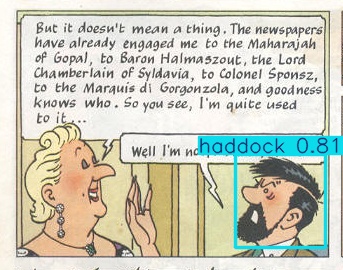 But it doesn't mean a thing. The newspapers
have already engaged me to the Maharajah
of Gopal, to Baron Halmaszout, the Lord
Chamberlain of Syldavia, to Colonel Sponsz,
to the Marquis di Gorgonzola, and goodness
knows who. So you see, I'm quite used
to it...
haddock 0.81
Well I'm no